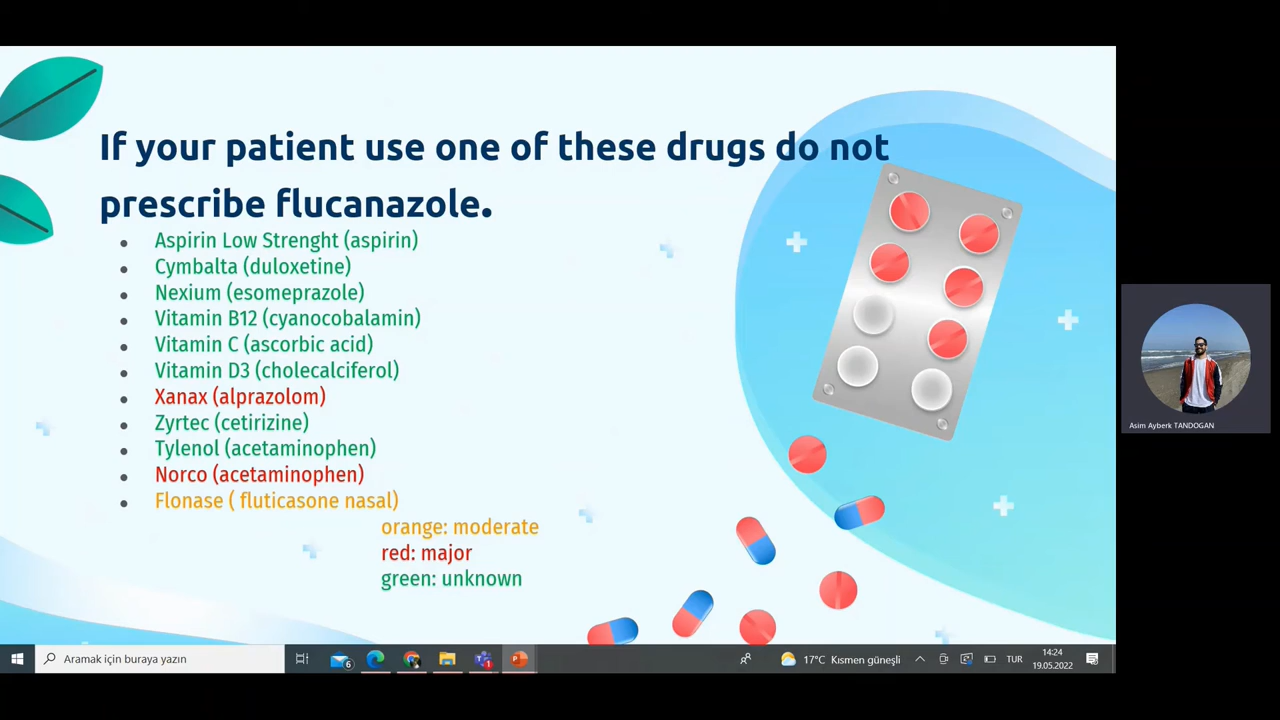 If your patient use one of these drugs do not
prescribe flucanazole.
Aspirin Low Strenght (aspirin)
Cymbalta (duloxetine)
Nexium (esomeprazole)
Vitamin B12 (cyanocobalamin)
Vitamin C (ascorbic acid)
Vitamin D3 (cholecalciferol)
Xanax (alprazolom)
Zyrtec (cetirizine)
Tylenol (acetaminophen)
Norco (acetaminophen)
Flonase ( fluticasone nasal)
orange: moderate
red: major
green: unknown
Asim Ayberk TANDOGAN
Aramak için buraya yazın
6
1
17°C Kısmen güneşli
TUR
14:24
19.05.2022